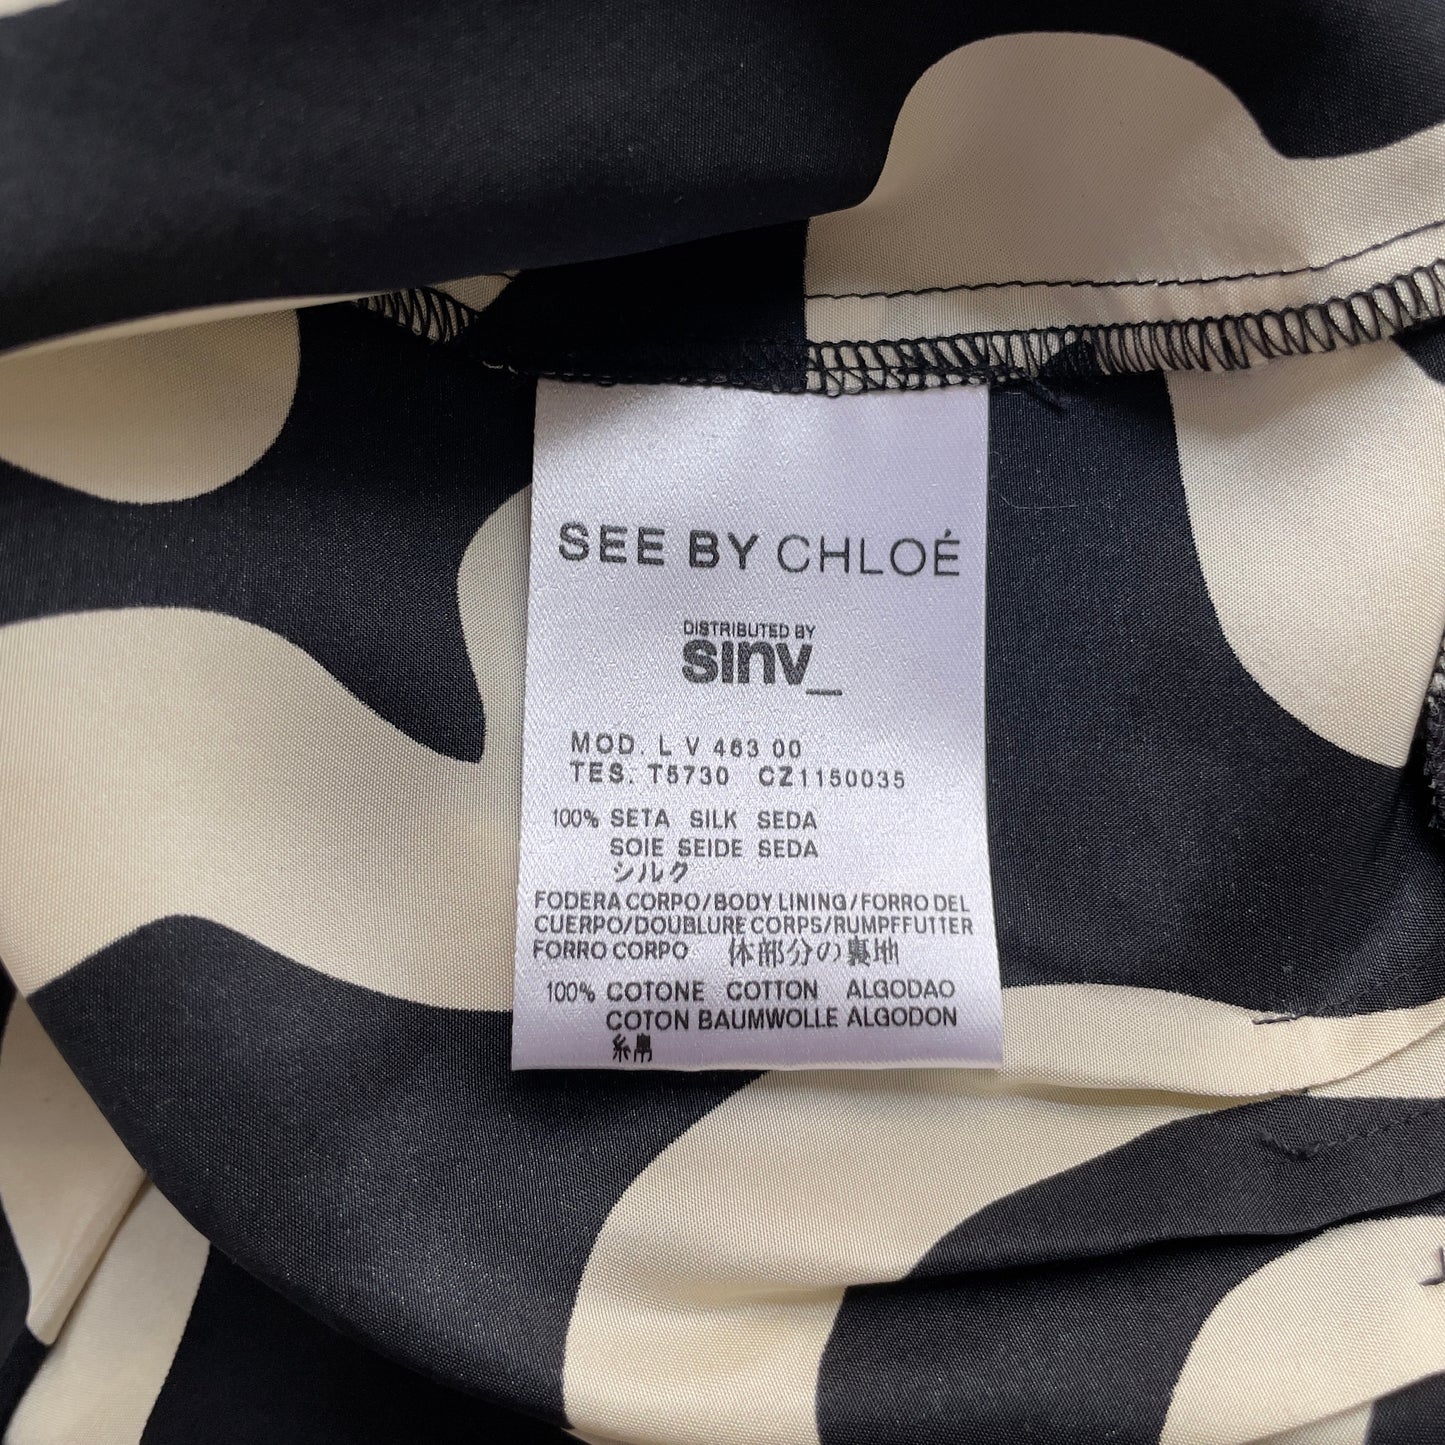 SEE BY CHLOÉ
DISTRIBUTED BY
sinv_
MOD. L V 463 00
TES. T5730 CZ1150035
100% SETA SILK SEDA
SOIE SEIDE SEDA
シルク
FODERA CORPO/BODY LINING/FORRO DEL
CUERPO/DOUBLURE CORPS/RUMPFFUTTER
FORRO CORPO 体部分の裏地
100% COTONE COTTON ALGODAO
COTON BAUMWOLLE ALGODON
糸帛